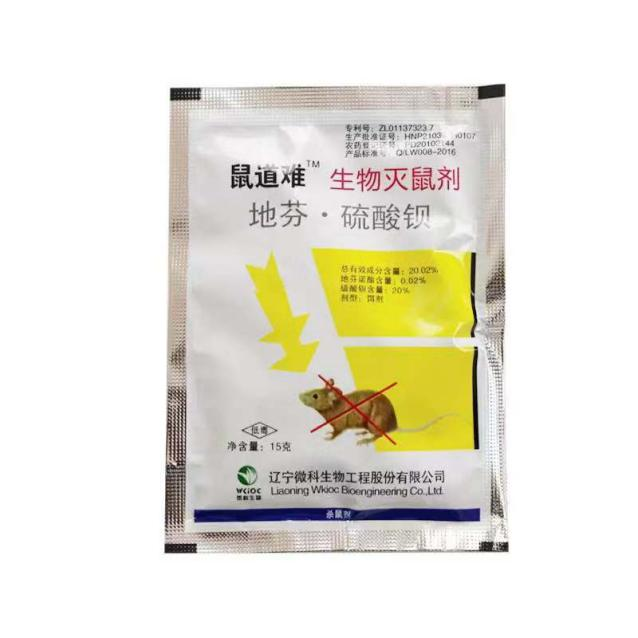 专利号：ZL01137323.7
生产批准证号：HNP2103 0107
农药登记证号：PD20102144
产品标准号：Q/LW008-2016
鼠道难™ 生物灭鼠剂
地芬·硫酸钡
总有效成分含量：20.02%
地芬诺酯含量：0.02%
硫酸钡含量：20%
剂型：饵剂
低毒
净含量：15克
WKIOC
微科生物
辽宁微科生物工程股份有限公司
Liaoning Wkioc Bioengineering Co.,Ltd.
杀鼠剂